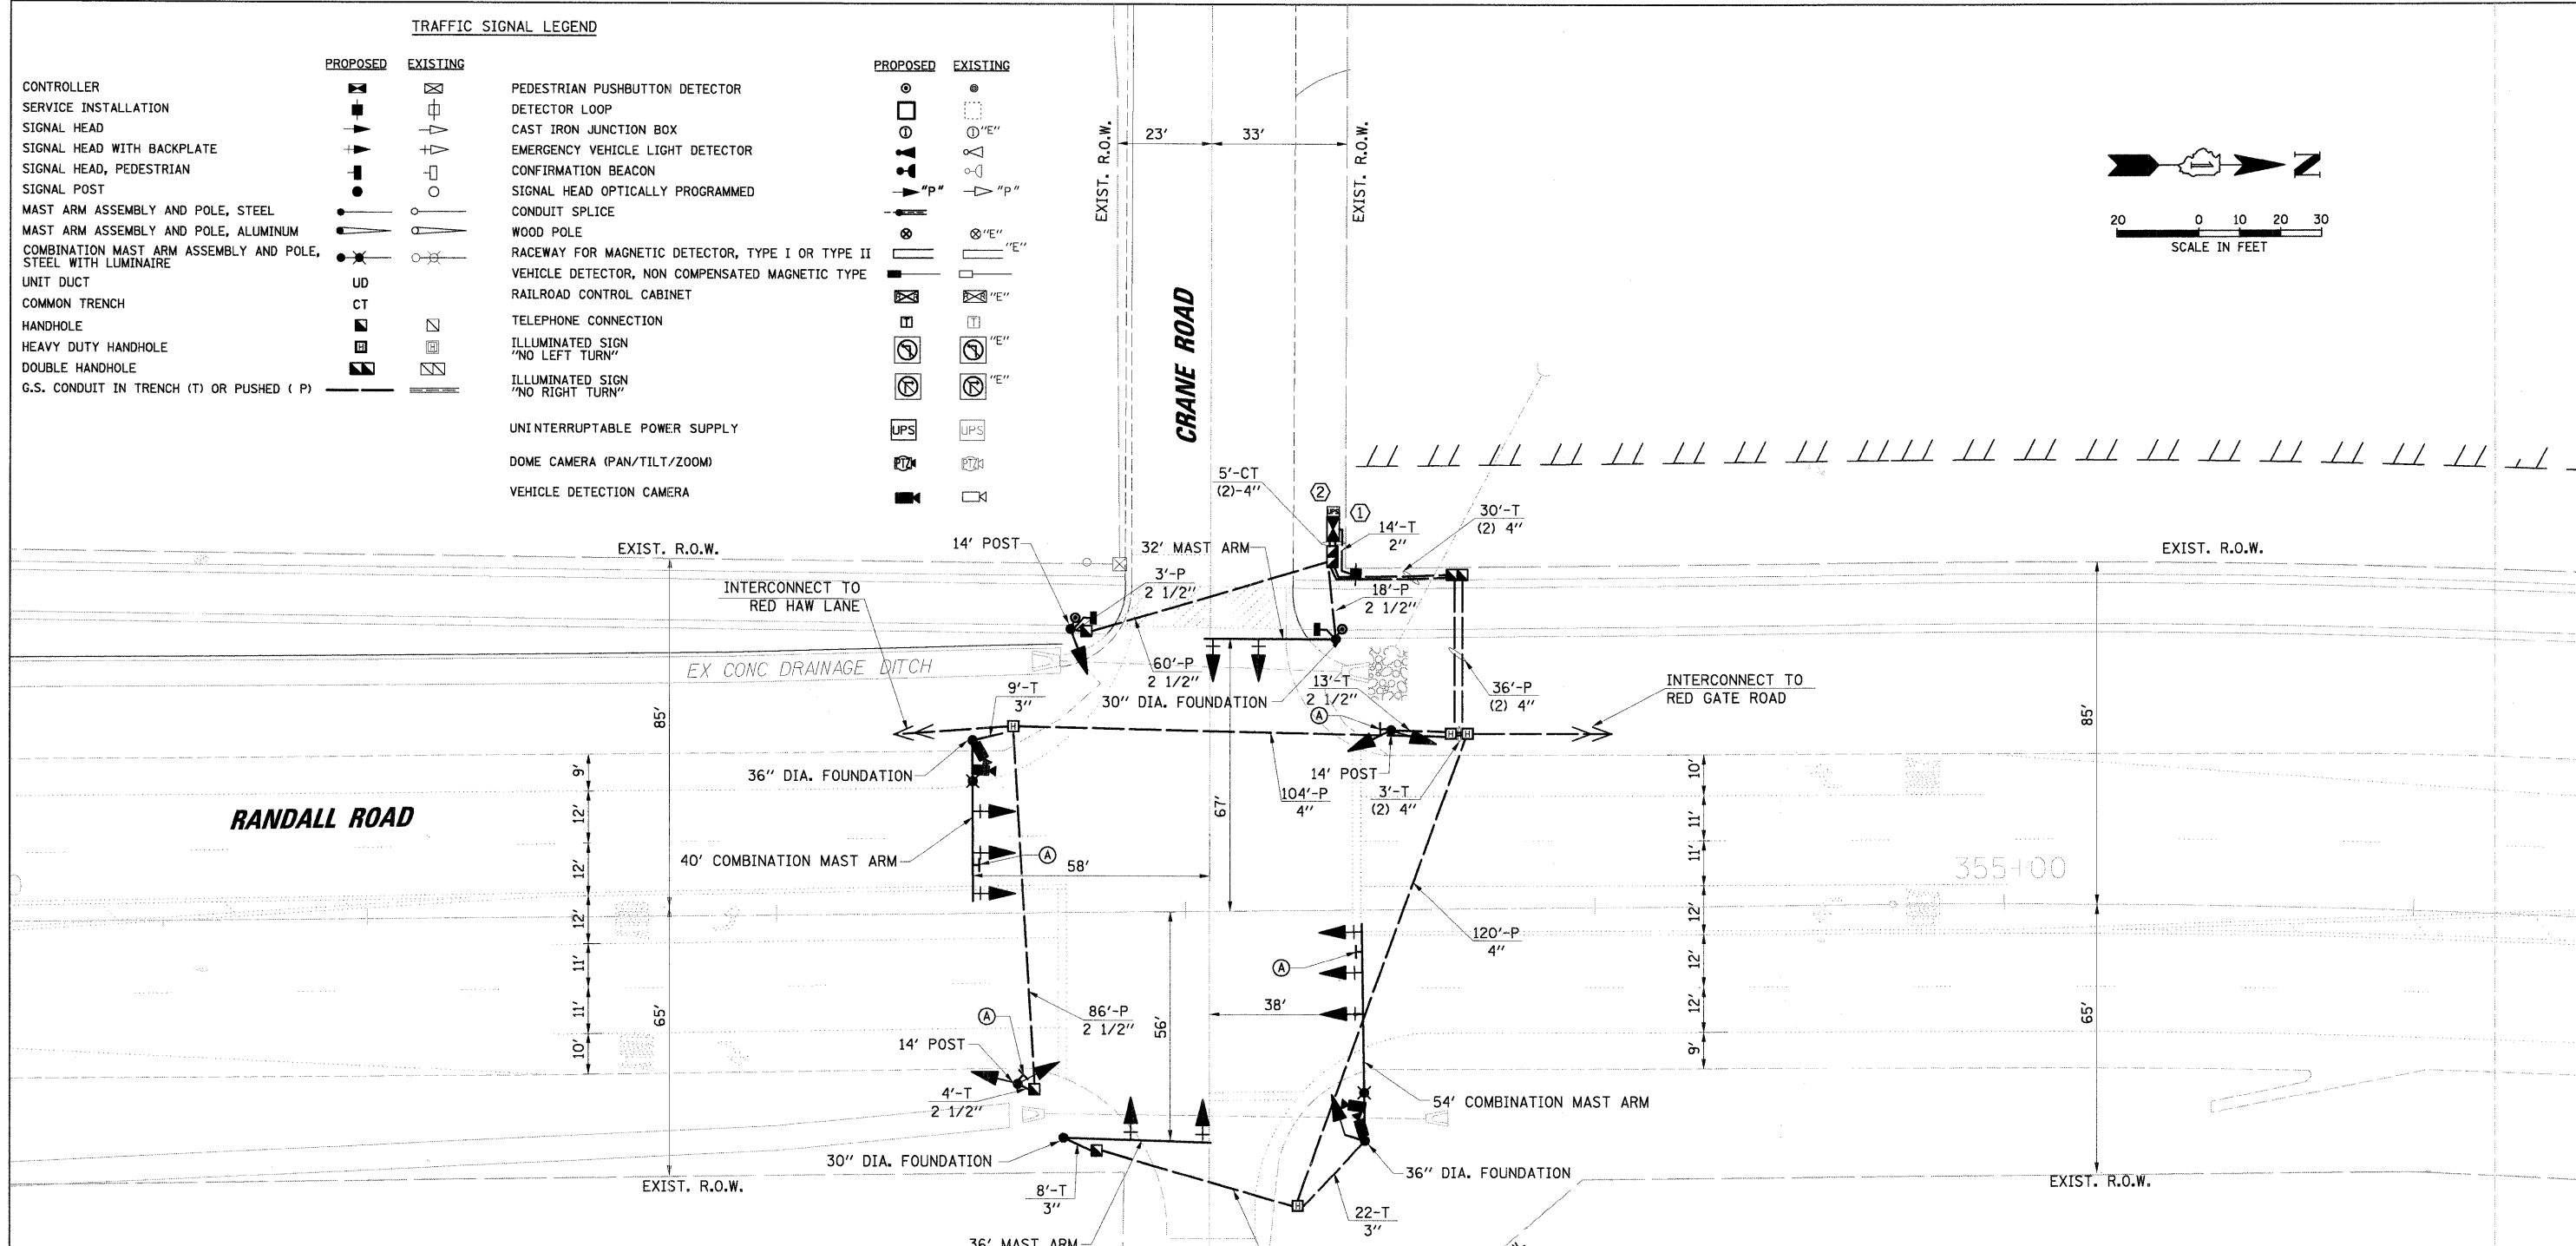 TRAFFIC SIGNAL LEGEND
PROPOSED EXISTING
CONTROLLER
SERVICE INSTALLATION
SIGNAL HEAD
SIGNAL HEAD WITH BACKPLATE
SIGNAL HEAD, PEDESTRIAN
SIGNAL POST
MAST ARM ASSEMBLY AND POLE, STEEL
MAST ARM ASSEMBLY AND POLE, ALUMINUM
COMBINATION MAST ARM ASSEMBLY AND POLE,
STEEL WITH LUMINAIRE
UNIT DUCT UD
COMMON TRENCH CT
HANDHOLE
HEAVY DUTY HANDHOLE H H
DOUBLE HANDHOLE
G.S. CONDUIT IN TRENCH (T) OR PUSHED ( P)
PROPOSED EXISTING
PEDESTRIAN PUSHBUTTON DETECTOR
DETECTOR LOOP
CAST IRON JUNCTION BOX "E"
EMERGENCY VEHICLE LIGHT DETECTOR
CONFIRMATION BEACON
SIGNAL HEAD OPTICALLY PROGRAMMED "P" "P"
CONDUIT SPLICE
WOOD POLE "E"
RACEWAY FOR MAGNETIC DETECTOR, TYPE I OR TYPE II "E"
VEHICLE DETECTOR, NON COMPENSATED MAGNETIC TYPE
RAILROAD CONTROL CABINET "E"
TELEPHONE CONNECTION T T
ILLUMINATED SIGN
"NO LEFT TURN" "E"
ILLUMINATED SIGN
"NO RIGHT TURN" "E"
UNINTERRUPTABLE POWER SUPPLY UPS UPS
DOME CAMERA (PAN/TILT/ZOOM) PTZ PTZ
VEHICLE DETECTION CAMERA
EXIST. R.O.W.
23'
33'
EXIST. R.O.W.
CRANE ROAD
N
20 0 10 20 30
SCALE IN FEET
5'-CT
(2)-4"
2
UPS
1
14'-T
2"
30'-T
(2) 4"
EXIST. R.O.W.
14' POST
32' MAST ARM
EXIST. R.O.W.
INTERCONNECT TO
RED HAW LANE
3'-P
2 1/2"
18'-P
2 1/2"
EX CONC DRAINAGE DITCH
60'-P
2 1/2"
30" DIA. FOUNDATION
13'-T
2 1/2"
36'-P
(2) 4"
INTERCONNECT TO
RED GATE ROAD
9'-T
3"
A
85'
85'
H
H
H
36" DIA. FOUNDATION
14' POST
104'-P
4"
3'-T
(2) 4"
67'
RANDALL ROAD
9'
12'
12'
12'
11'
11'
10'
10'
11'
11'
12'
12'
12'
9'
40' COMBINATION MAST ARM
A
58'
355+00
120'-P
4"
A
38'
65'
65'
86'-P
2 1/2"
56'
A
14' POST
4'-T
2 1/2"
54' COMBINATION MAST ARM
30" DIA. FOUNDATION
36" DIA. FOUNDATION
EXIST. R.O.W.
EXIST. R.O.W.
8'-T
3"
H
22-T
3"
36' MAST ARM